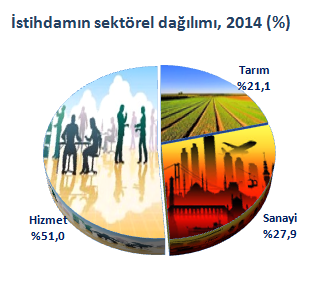 İstihdamın sektörel dağılımı, 2014 (%)
Tarım
%21,1
Hizmet
%51,0
Sanayi
%27,9